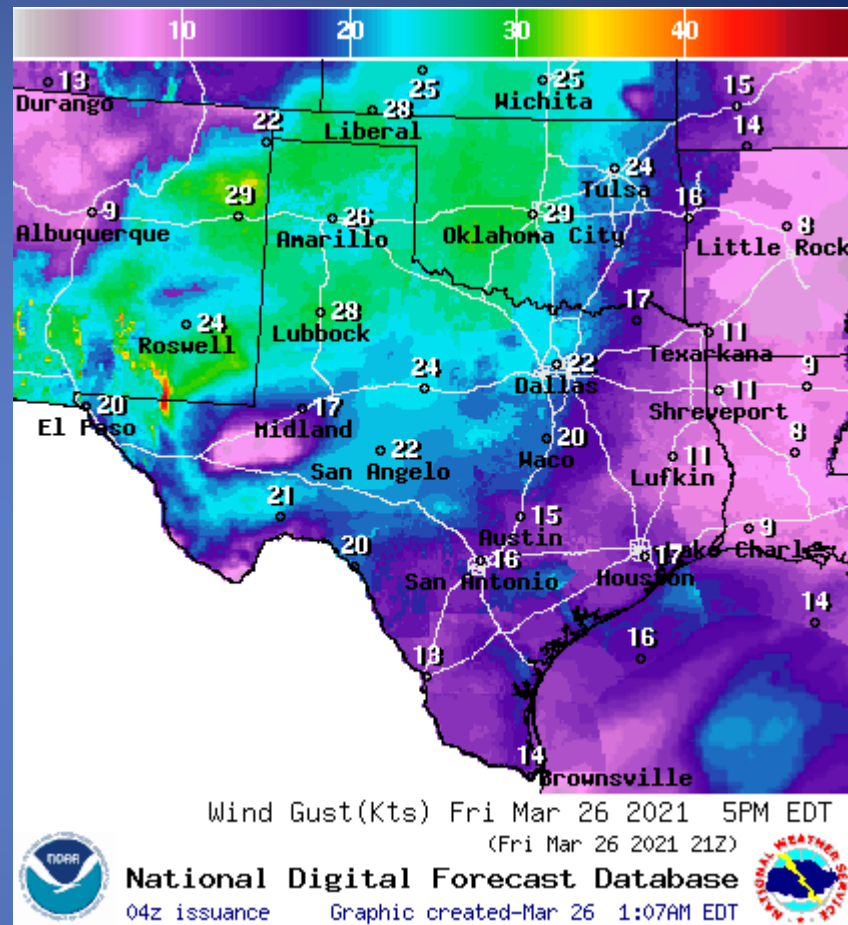 10 20 30 40
13
Durango
25
25
Wichita
15
28
Liberal
22
14
24
Tulsa
9
Albuquerque
29
26
Amarillo
29
Oklahoma City
16
8
Little Rock
24
Roswell
28
Lubbock
17
11
Texarkana
22
Dallas
24
11
Shreveport
9
20
El Paso
17
Midland
22
San Angelo
20
Waco
11
Lufkin
8
21
15
Austin
9
Lake Charles
20
16
San Antonio
17
Houston
14
16
13
14
Brownsville
Wind Gust(Kts) Fri Mar 26 2021 5PM EDT
(Fri Mar 26 2021 21Z)
NOAA
National Digital Forecast Database
04z issuance Graphic created-Mar 26 1:07AM EDT
NATIONAL WEATHER SERVICE